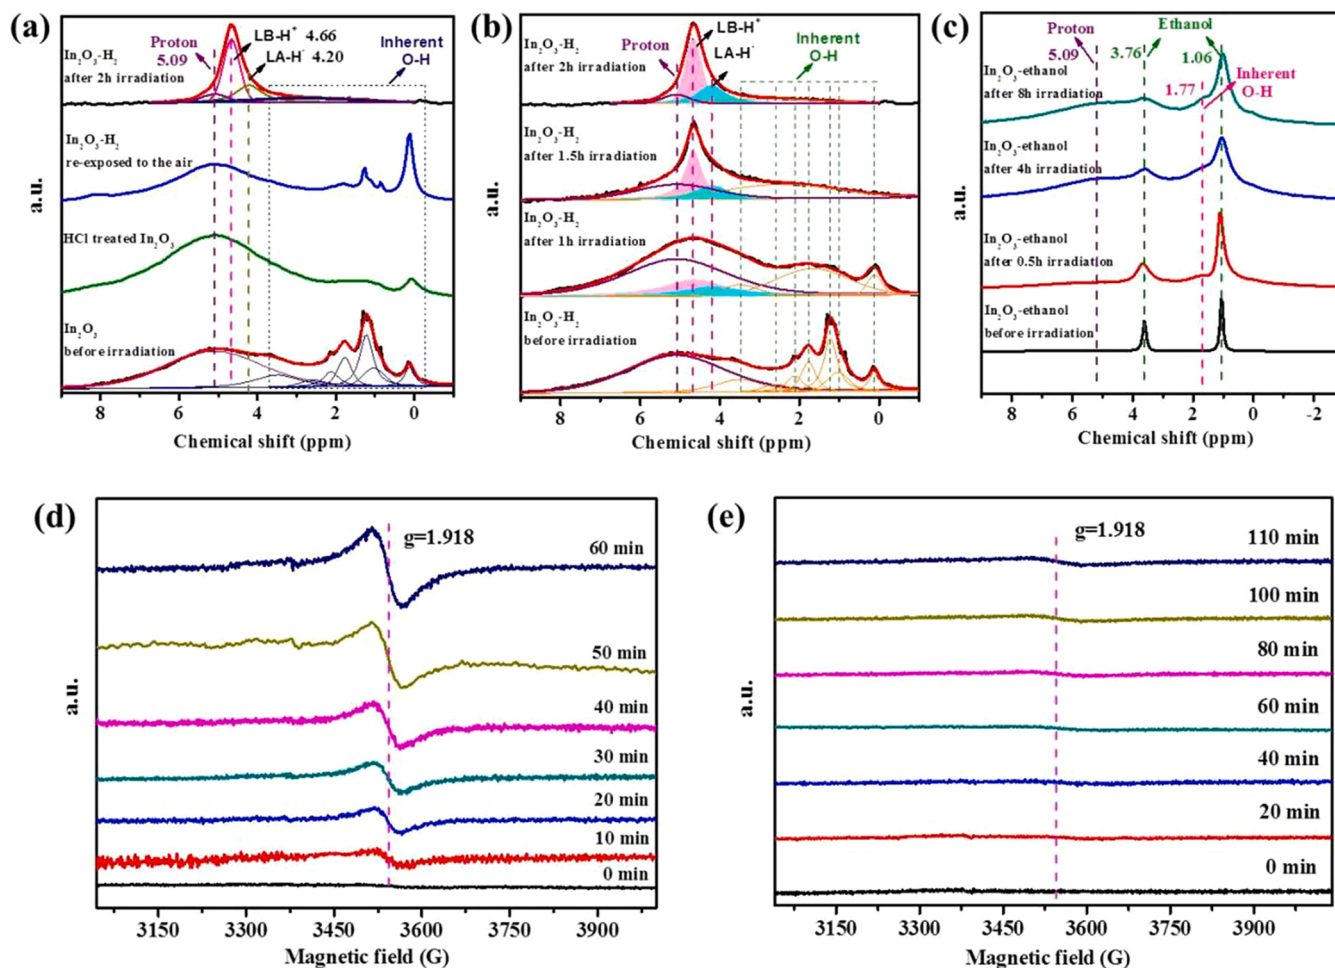 (a)
Proton
5.09
LB-H⁺ 4.66
LA-H⁻ 4.20
Inherent
O-H
In₂O₃-H₂
after 2h irradiation
In₂O₃-H₂
re-exposed to the air
HCl treated In₂O₃
In₂O₃
before irradiation
a.u.
8 6 4 2 0
Chemical shift (ppm)
(b)
LB-H⁺
Proton
LA-H⁻
Inherent
O-H
In₂O₃-H₂
after 2h irradiation
In₂O₃-H₂
after 1.5h irradiation
In₂O₃-H₂
after 1h irradiation
In₂O₃-H₂
before irradiation
a.u.
8 6 4 2 0
Chemical shift (ppm)
(c)
Proton
5.09
Ethanol
3.76
1.06
1.77
Inherent
O-H
In₂O₃-ethanol
after 8h irradiation
In₂O₃-ethanol
after 4h irradiation
In₂O₃-ethanol
after 0.5h irradiation
In₂O₃-ethanol
before irradiation
a.u.
8 6 4 2 0 -2
Chemical shift (ppm)
(d)
g=1.918
60 min
50 min
40 min
30 min
20 min
10 min
0 min
a.u.
3150 3300 3450 3600 3750 3900
Magnetic field (G)
(e)
g=1.918
110 min
100 min
80 min
60 min
40 min
20 min
0 min
a.u.
3150 3300 3450 3600 3750 3900
Magnetic field (G)